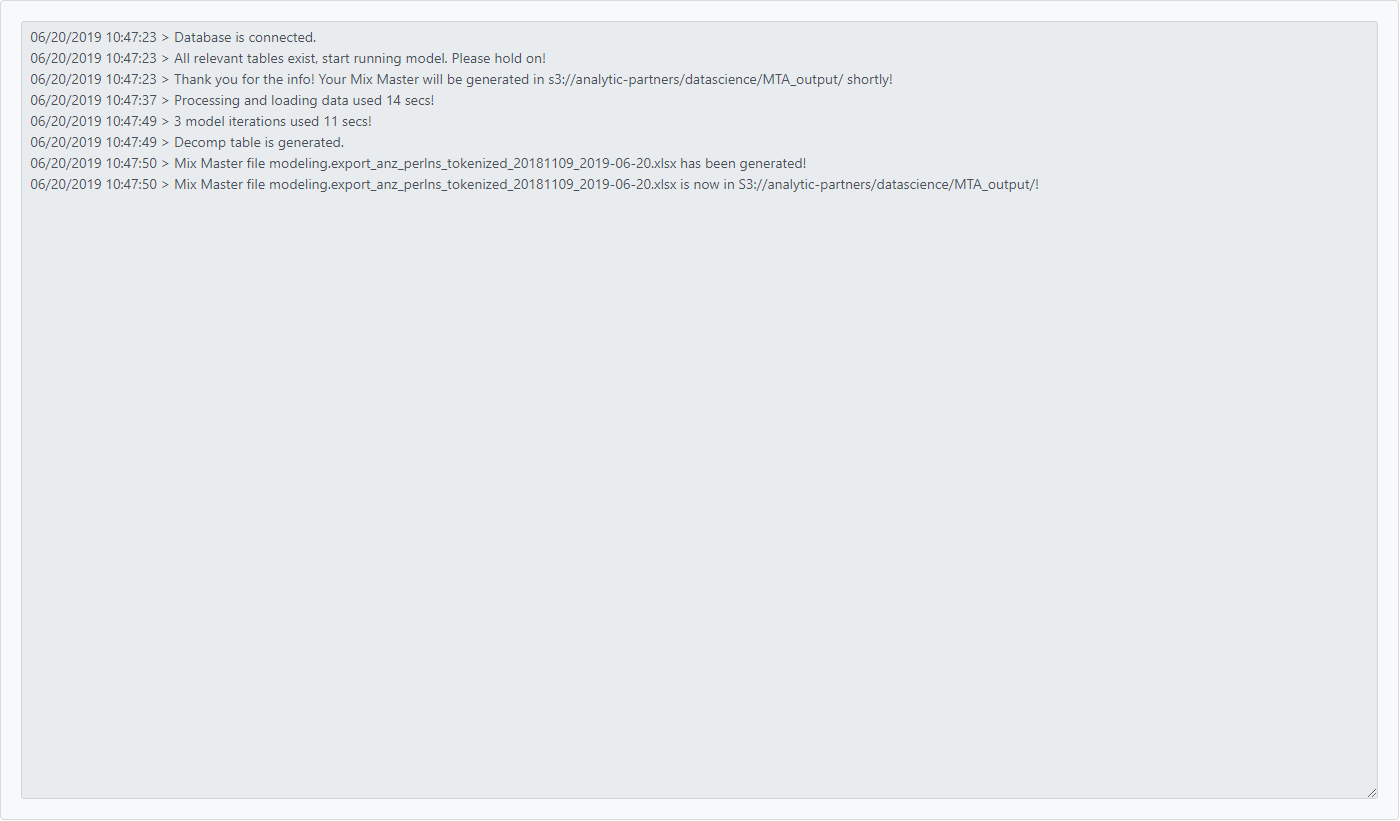 06/20/2019 10:47:23 > Database is connected.
06/20/2019 10:47:23 > All relevant tables exist, start running model. Please hold on!
06/20/2019 10:47:23 > Thank you for the info! Your Mix Master will be generated in s3://analytic-partners/datascience/MTA_output/ shortly!
06/20/2019 10:47:37 > Processing and loading data used 14 secs!
06/20/2019 10:47:49 > 3 model iterations used 11 secs!
06/20/2019 10:47:49 > Decomp table is generated.
06/20/2019 10:47:50 > Mix Master file modeling.export_anz_perlns_tokenized_20181109_2019-06-20.xlsx has been generated!
06/20/2019 10:47:50 > Mix Master file modeling.export_anz_perlns_tokenized_20181109_2019-06-20.xlsx is now in S3://analytic-partners/datascience/MTA_output/!